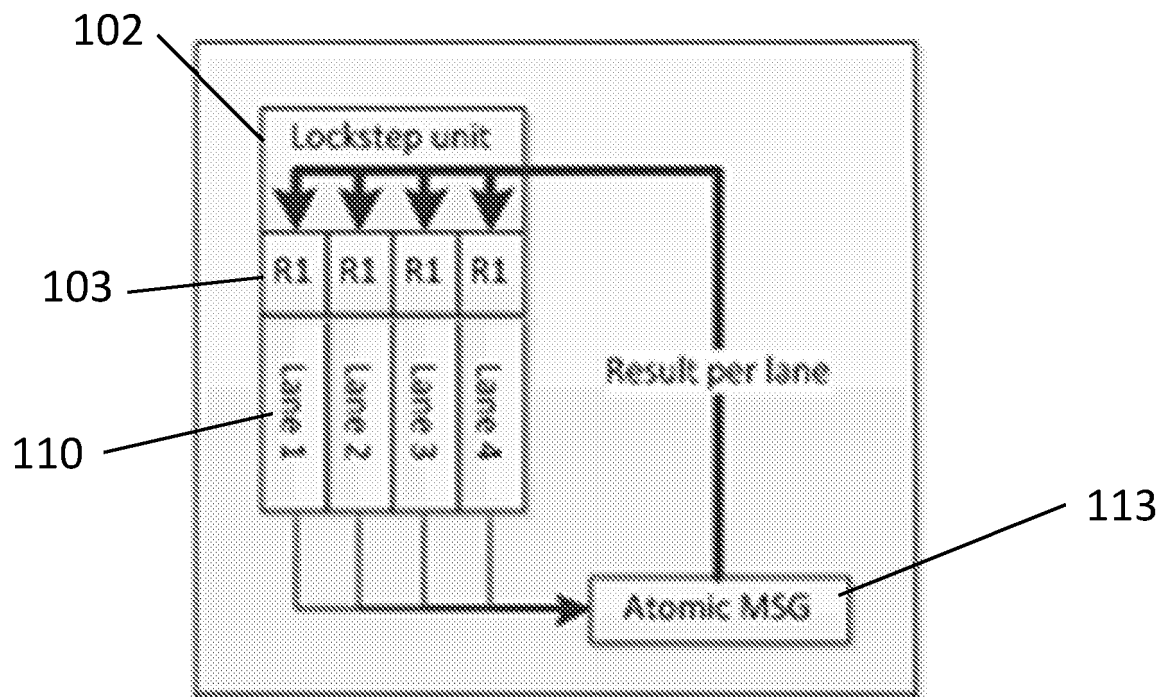 102
Lockstep unit
103
R1 R1 R1 R1
110
Lane 1 Lane 2 Lane 3 Lane 4
Result per lane
113
Atomic MSG